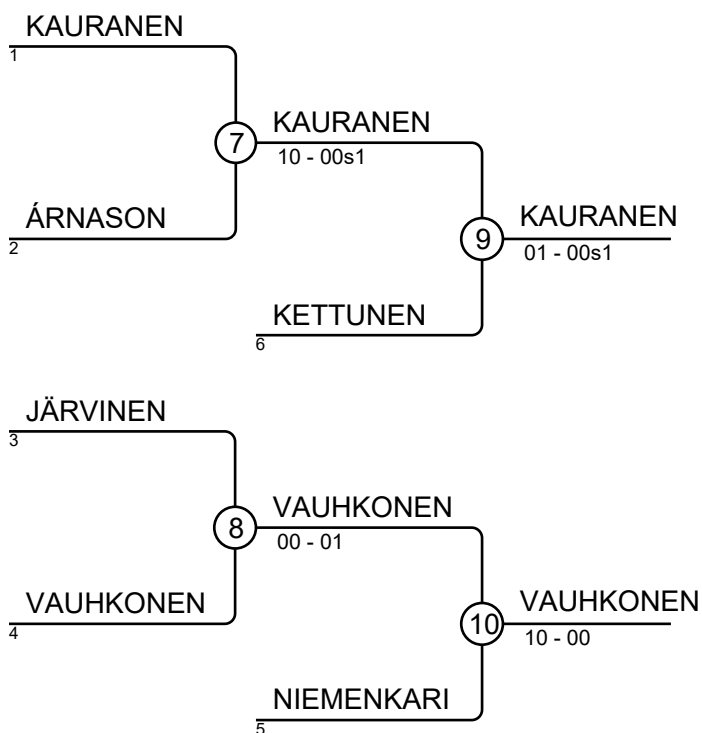 KAURANEN
1
7
KAURANEN
10 - 00s1
ÁRNASON
2
9
KAURANEN
01 - 00s1
KETTUNEN
6
JÄRVINEN
3
8
VAUHKONEN
00 - 01
VAUHKONEN
4
10
VAUHKONEN
10 - 00
NIEMENKARI
5